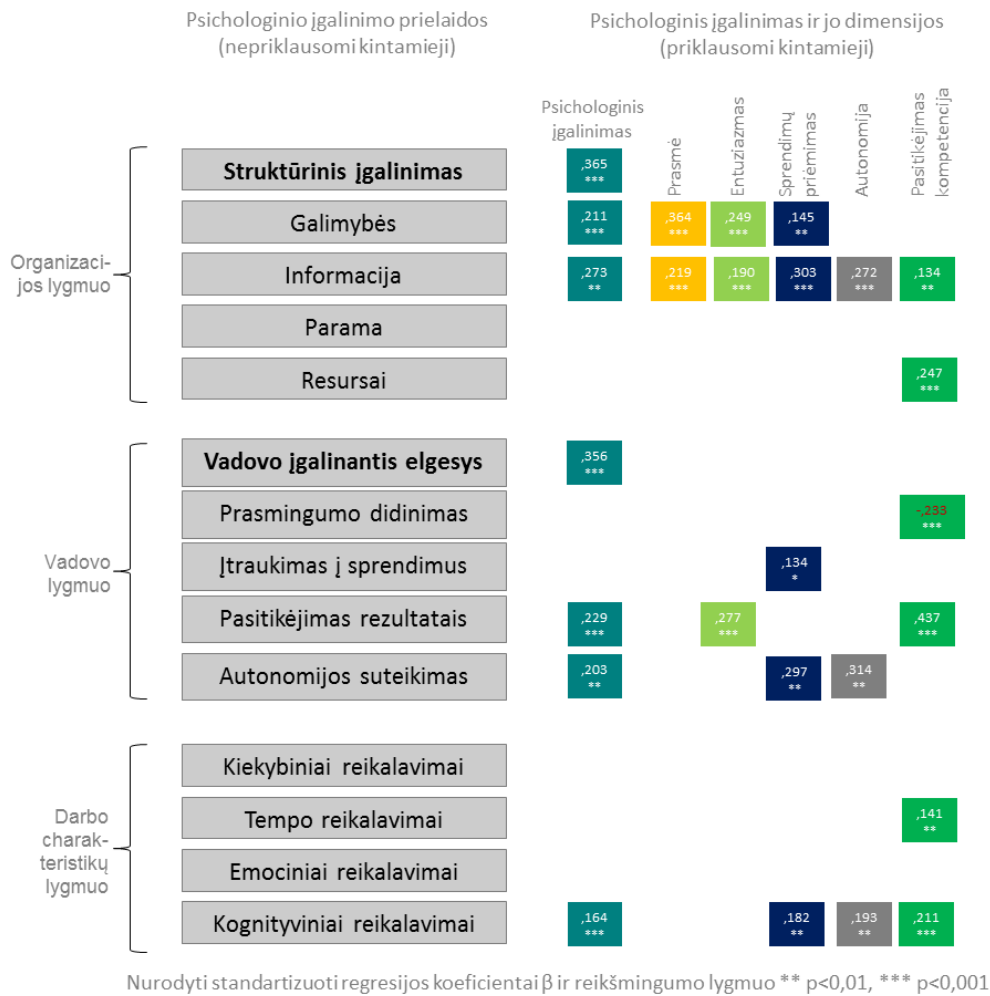 Psichologinio įgalinimo prielaidos
(nepriklausomi kintamieji)
Psichologinis įgalinimas ir jo dimensijos
(priklausomi kintamieji)
Psichologinis
įgalinimas
Prasmė
Entuziazmas
Sprendimų
priėmimas
Autonomija
Pasitikėjimas
kompetencija
Organizaci-
jos lygmuo
Struktūrinis įgalinimas
,365
***
Galimybės
,211
***
,364
***
,249
***
,145
**
Informacija
,273
**
,219
***
,190
***
,303
***
,272
***
,134
**
Parama
Resursai
,247
***
Vadovo
lygmuo
Vadovo įgalinantis elgesys
,356
***
Prasmingumo didinimas
-,233
***
Įtraukimas į sprendimus
,134
*
Pasitikėjimas rezultatais
,229
***
,277
***
,437
***
Autonomijos suteikimas
,203
**
,297
**
,314
**
Darbo
charak-
teristikų
lygmuo
Kiekybiniai reikalavimai
Tempo reikalavimai
,141
**
Emociniai reikalavimai
Kognityviniai reikalavimai
,164
***
,182
**
,193
**
,211
***
Nurodyti standartizuoti regresijos koeficientai β ir reikšmingumo lygmuo ** p<0,01, *** p<0,001